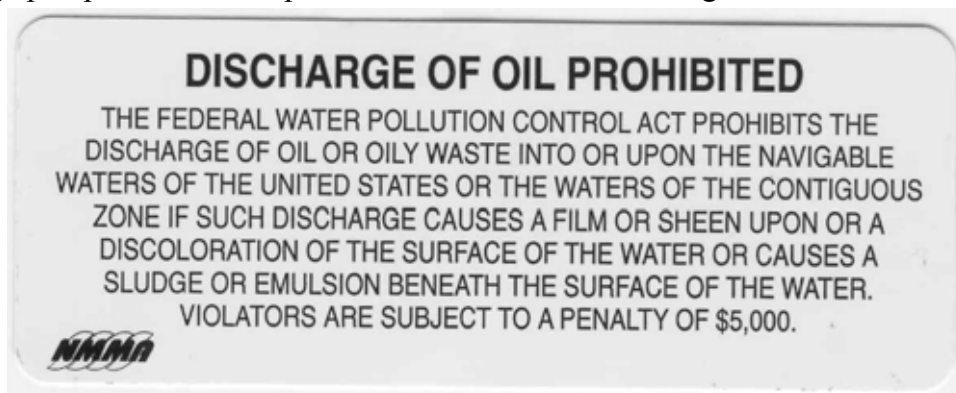 DISCHARGE OF OIL PROHIBITED
THE FEDERAL WATER POLLUTION CONTROL ACT PROHIBITS THE
DISCHARGE OF OIL OR OILY WASTE INTO OR UPON THE NAVIGABLE
WATERS OF THE UNITED STATES OR THE WATERS OF THE CONTIGUOUS
ZONE IF SUCH DISCHARGE CAUSES A FILM OR SHEEN UPON OR A
DISCOLORATION OF THE SURFACE OF THE WATER OR CAUSES A
SLUDGE OR EMULSION BENEATH THE SURFACE OF THE WATER.
VIOLATORS ARE SUBJECT TO A PENALTY OF $5,000.
NMMA